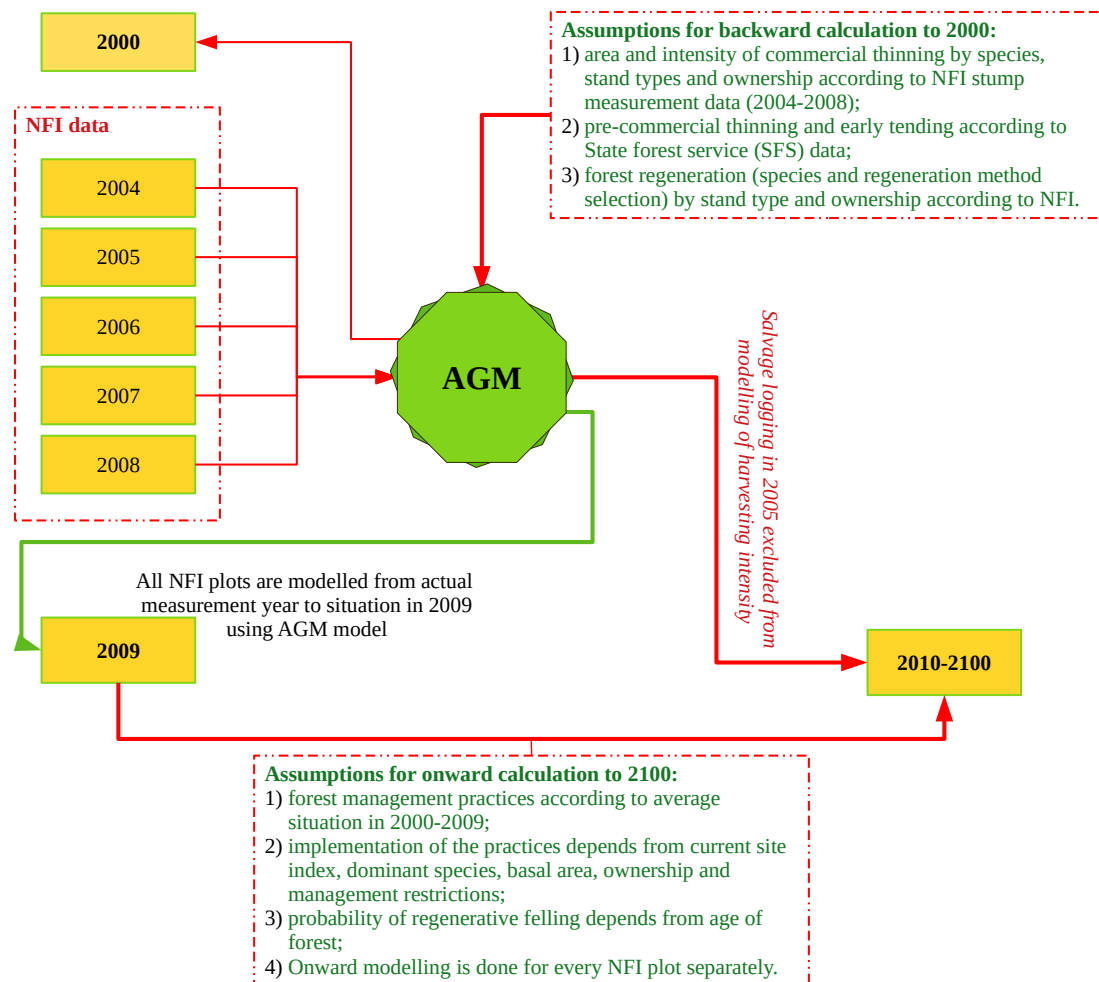 2000
Assumptions for backward calculation to 2000:
1) area and intensity of commercial thinning by species,
stand types and ownership according to NFI stump
measurement data (2004-2008);
2) pre-commercial thinning and early tending according to
State forest service (SFS) data;
3) forest regeneration (species and regeneration method
selection) by stand type and ownership according to NFI.
NFI data
2004
2005
2006
2007
2008
AGM
Salvage logging in 2005 excluded from
modelling of harvesting intensity
All NFI plots are modelled from actual
measurement year to situation in 2009
using AGM model
2009
2010-2100
Assumptions for onward calculation to 2100:
1) forest management practices according to average
situation in 2000-2009;
2) implementation of the practices depends from current site
index, dominant species, basal area, ownership and
management restrictions;
3) probability of regenerative felling depends from age of
forest;
4) Onward modelling is done for every NFI plot separately.